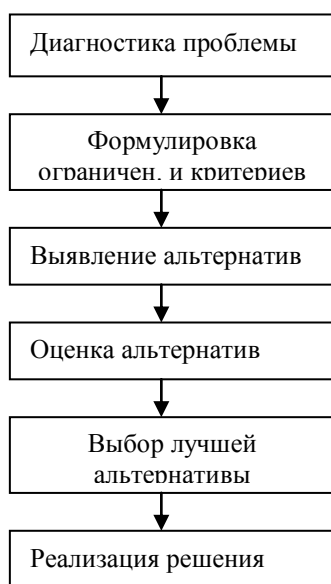 Диагностика проблемы
Формулировка
ограничен. и критериев
Выявление альтернатив
Оценка альтернатив
Выбор лучшей
альтернативы
Реализация решения